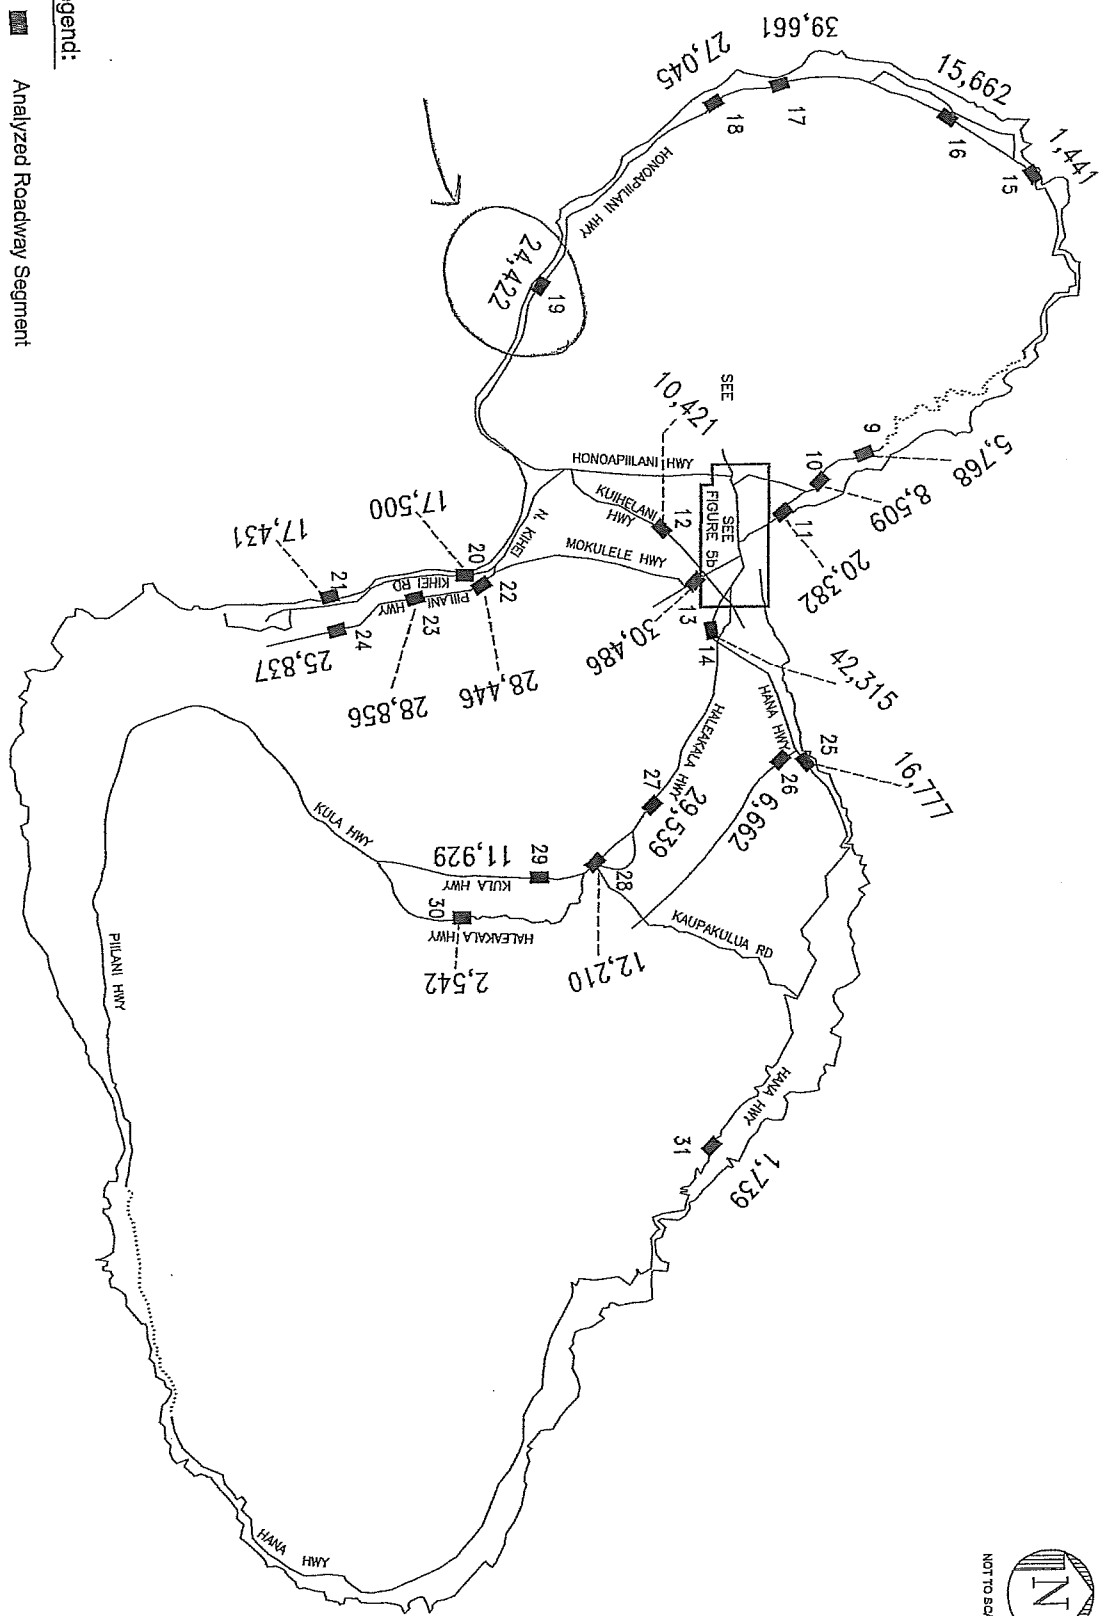 39,661
27,045
15,662
1,441
17
18
16
15
HONOAPIILANI HWY
24,422
19
SEE
10,421
9
5,768
10
8,509
11
20,382
HONOAPIILANI HWY
KUIHELANI
HWY
12
SEE
FIGURE 5b
MOKULELE HWY
N. KIHEI
13
30,486
14
42,315
17,500
20
17,431
21
KIHEI RD
22
28,446
PIILANI
HWY
23
28,856
24
25,837
HANA HWY
25
16,777
26
6,662
HALEAKALA HWY
27
29,539
28
12,210
KAUPAKULUA RD
KULA HWY
11,929
29
KULA HWY
30
HALEAKALA
HWY
2,542
HANA HWY
31
1,739
PIILANI HWY
HANA HWY
N
NOT TO SCA
egend:
Analyzed Roadway Segment